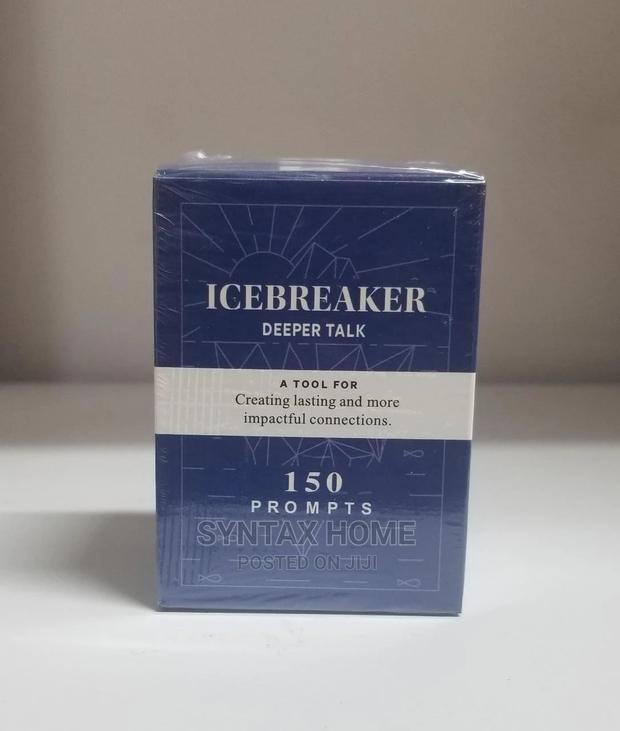 ICEBREAKER
DEEPER TALK
A TOOL FOR
Creating lasting and more
impactful connections.
150
PROMPTS
SYNTAX HOME
POSTED ON JIJI